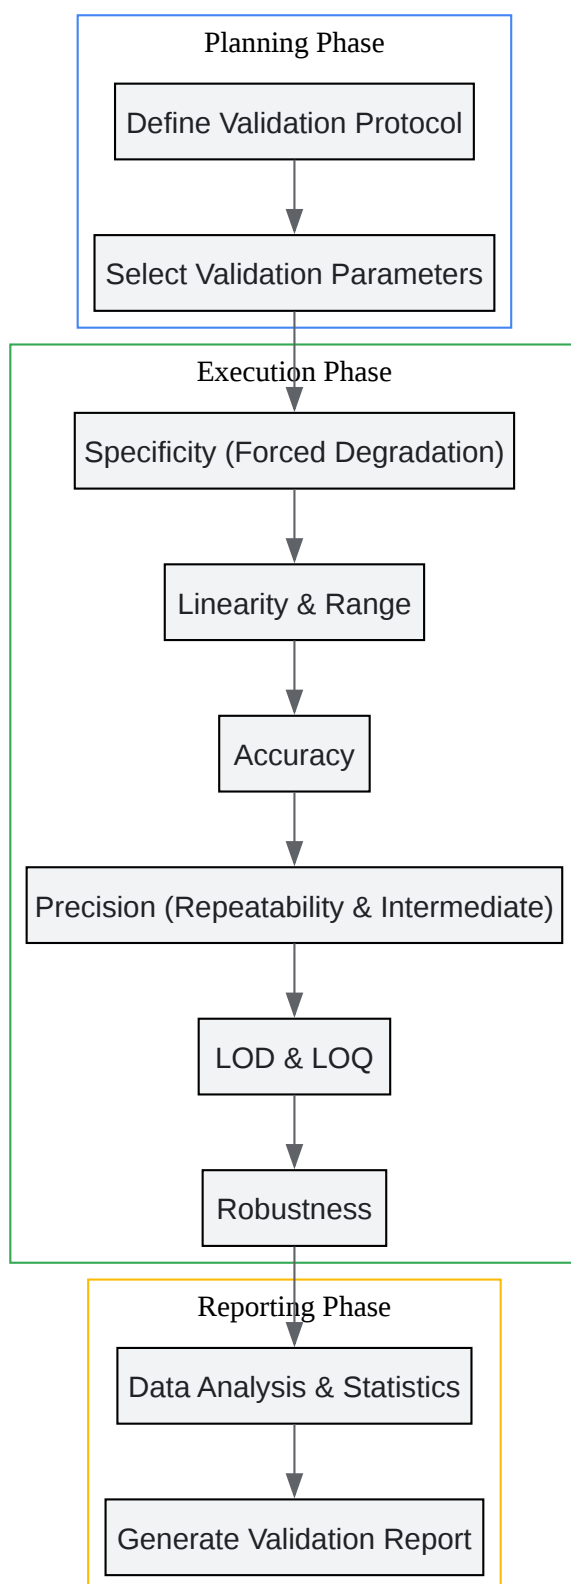 Planning Phase
Define Validation Protocol
Select Validation Parameters
Execution Phase
Specificity (Forced Degradation)
Linearity & Range
Accuracy
Precision (Repeatability & Intermediate)
LOD & LOQ
Robustness
Reporting Phase
Data Analysis & Statistics
Generate Validation Report